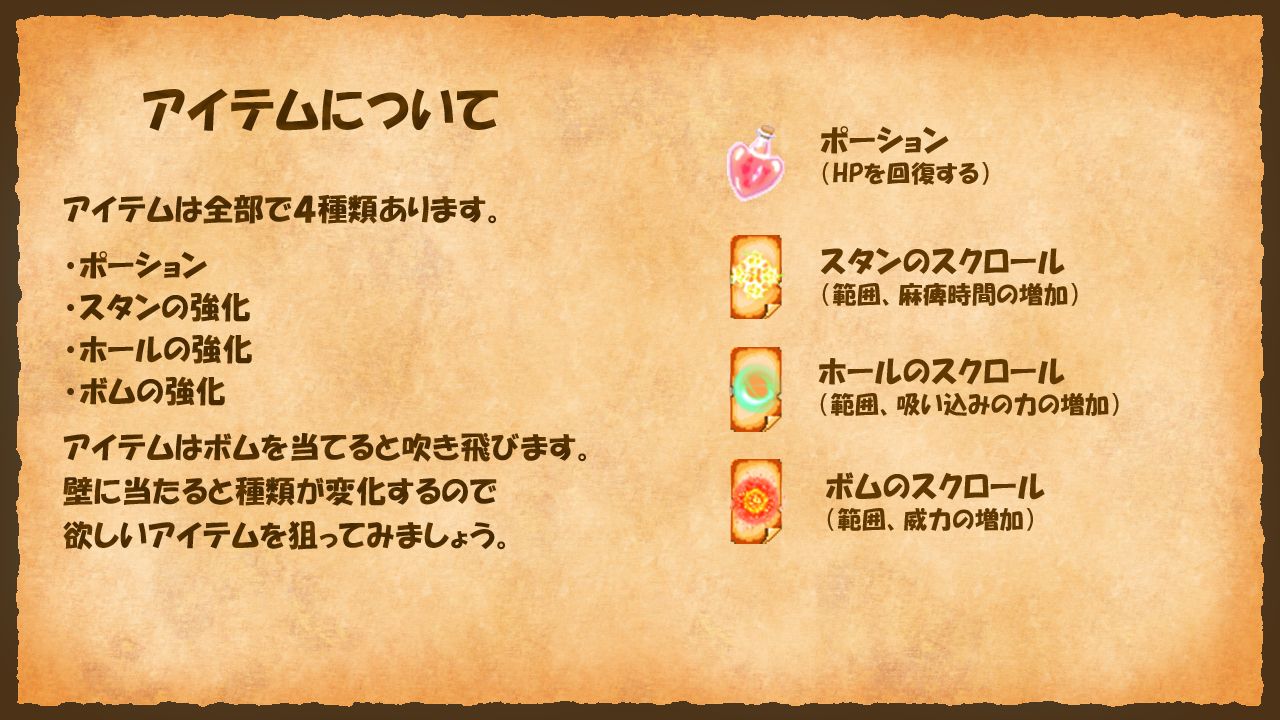 アイテムについて
アイテムは全部で4種類あります。
・ポーション
・スタンの強化
・ホールの強化
・ボムの強化
アイテムはボムを当てると吹き飛びます。
壁に当たると種類が変化するので
欲しいアイテムを狙ってみましょう。
ポーション
（HPを回復する）
スタンのスクロール
（範囲、麻痺時間の増加）
ホールのスクロール
（範囲、吸い込みの力の増加）
ボムのスクロール
（範囲、威力の増加）